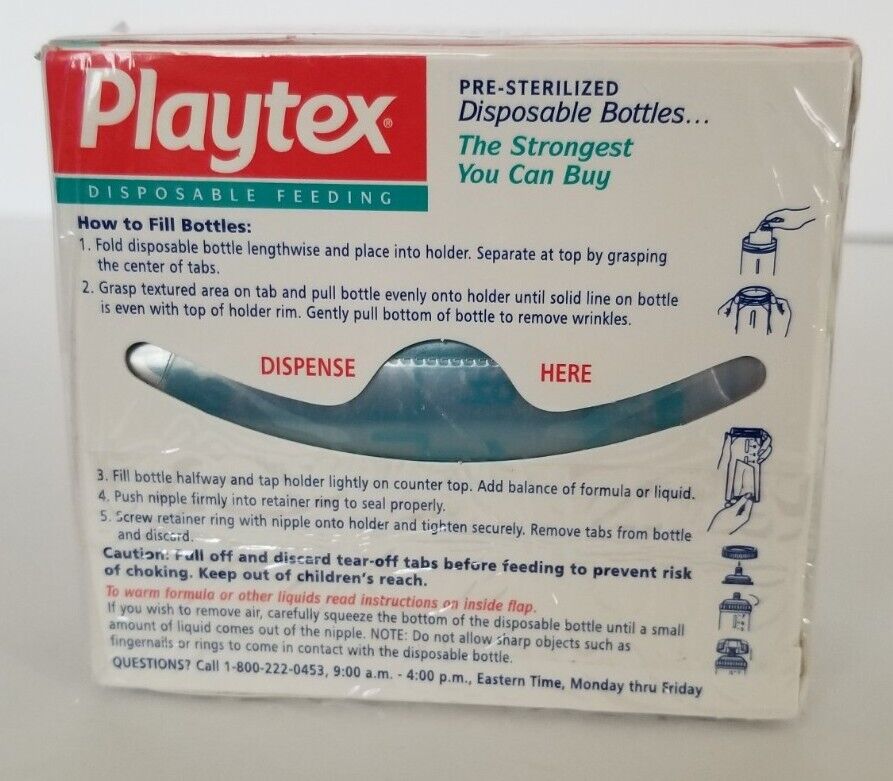 Playtex®
DISPOSABLE FEEDING
PRE-STERILIZED
Disposable Bottles...
The Strongest
You Can Buy
How to Fill Bottles:
1. Fold disposable bottle lengthwise and place into holder. Separate at top by grasping
the center of tabs.
2. Grasp textured area on tab and pull bottle evenly onto holder until solid line on bottle
is even with top of holder rim. Gently pull bottom of bottle to remove wrinkles.
DISPENSE HERE
3. Fill bottle halfway and tap holder lightly on counter top. Add balance of formula or liquid.
4. Push nipple firmly into retainer ring to seal properly.
5. Screw retainer ring with nipple onto holder and tighten securely. Remove tabs from bottle
and discard.
Caution: Pull off and discard tear-off tabs before feeding to prevent risk
of choking. Keep out of children's reach.
To warm formula or other liquids read instructions on inside flap.
If you wish to remove air, carefully squeeze the bottom of the disposable bottle until a small
amount of liquid comes out of the nipple. NOTE: Do not allow sharp objects such as
fingernails or rings to come in contact with the disposable bottle.
QUESTIONS? Call 1-800-222-0453, 9:00 a.m. - 4:00 p.m., Eastern Time, Monday thru Friday